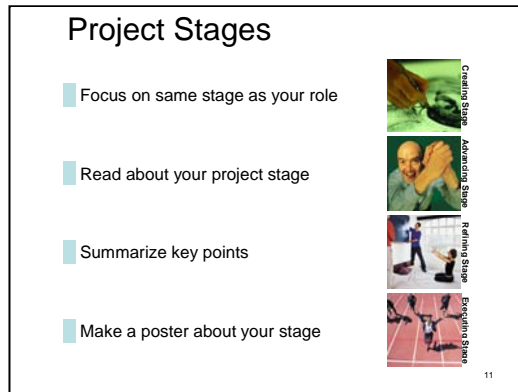 Project Stages
Focus on same stage as your role
Creating Stage
Read about your project stage
Advancing Stage
Summarize key points
Refining Stage
Make a poster about your stage
Executing Stage
11